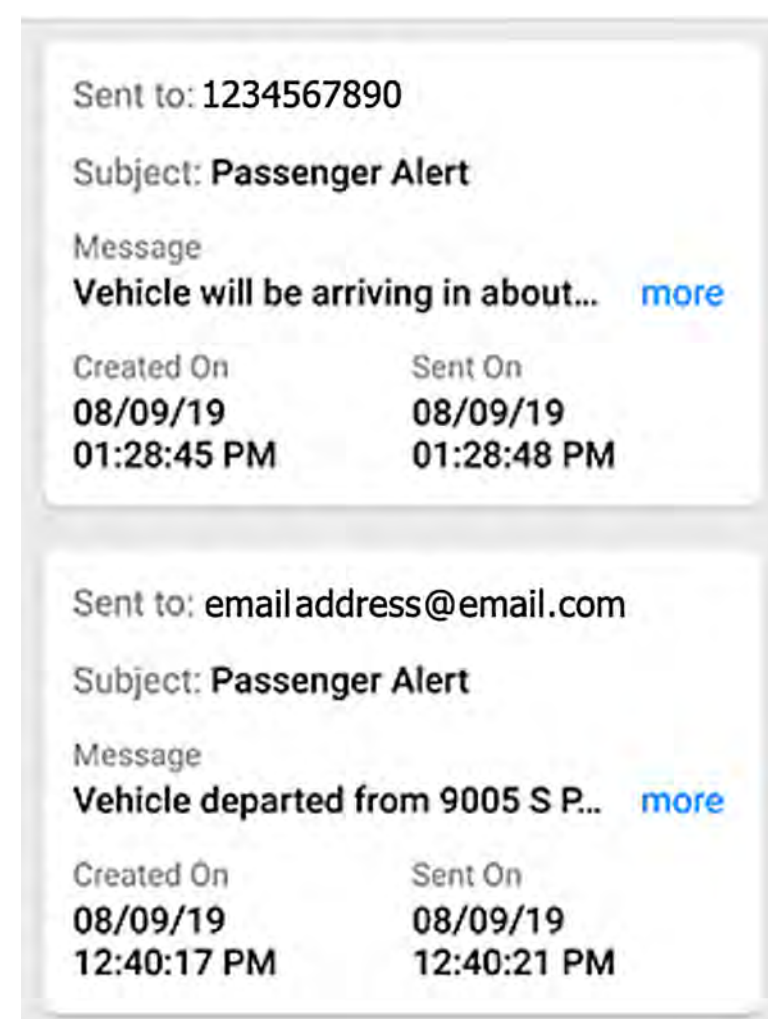 Sent to: 1234567890
Subject: Passenger Alert
Message
Vehicle will be arriving in about... more
Created On Sent On
08/09/19 08/09/19
01:28:45 PM 01:28:48 PM
Sent to: emailaddress@email.com
Subject: Passenger Alert
Message
Vehicle departed from 9005 S P... more
Created On Sent On
08/09/19 08/09/19
12:40:17 PM 12:40:21 PM